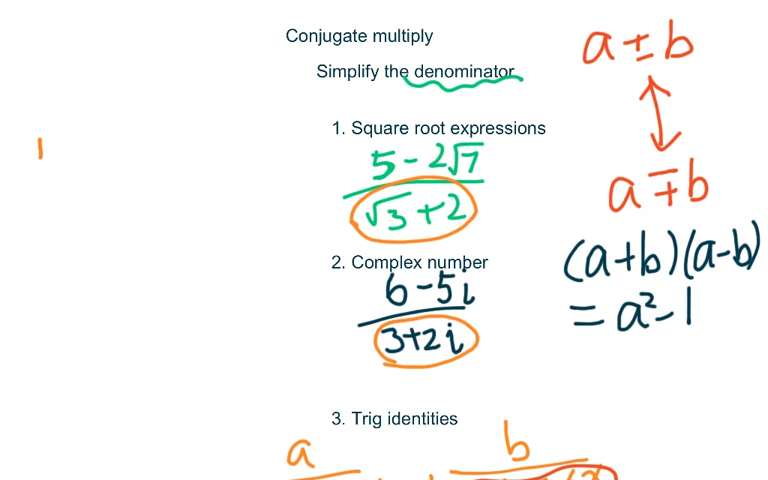 Conjugate multiply
Simplify the denominator
1. Square root expressions
5 - 2√7
√3 + 2
2. Complex number
6 - 5i
3 + 2i
3. Trig identities
a
b
a ± b
a ∓ b
(a+b)(a-b)
= a² - 1